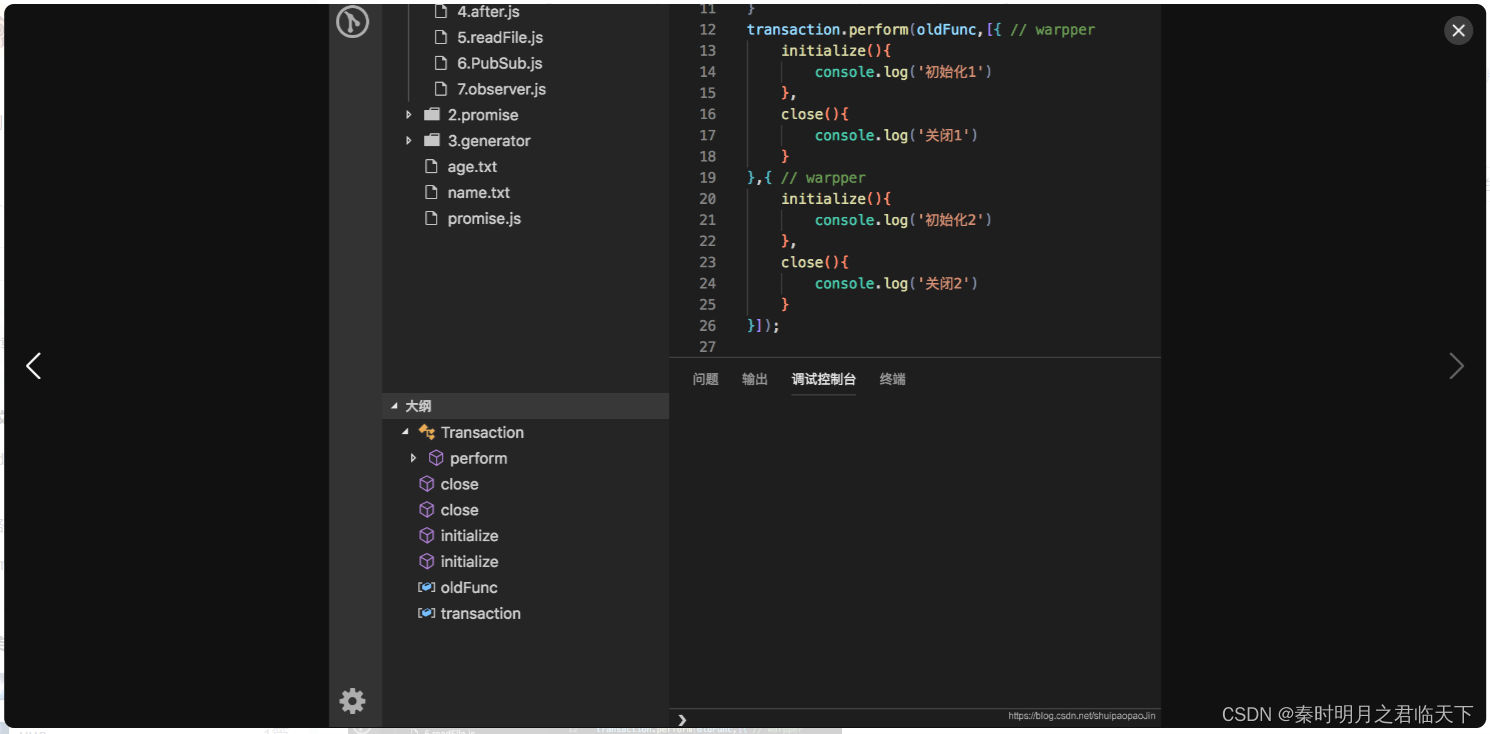 4.after.js
5.readFile.js
6.PubSub.js
7.observer.js
2.promise
3.generator
age.txt
name.txt
promise.js
大纲
Transaction
perform
close
close
initialize
initialize
oldFunc
transaction
11 }
12 transaction.perform(oldFunc,[{ // warpper
13 initialize(){
14 console.log('初始化1')
15 },
16 close(){
17 console.log('关闭1')
18 }
19 },{ // warpper
20 initialize(){
21 console.log('初始化2')
22 },
23 close(){
24 console.log('关闭2')
25 }
26 }]);
27
问题 输出 调试控制台 终端
https://blog.csdn.net/shuipaopaoJin
CSDN @秦时明月之君临天下